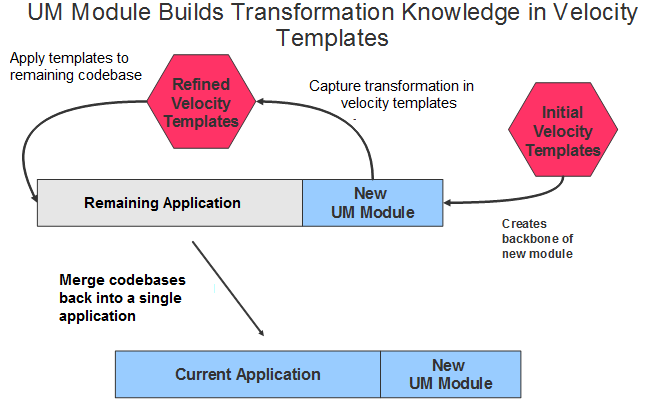 UM Module Builds Transformation Knowledge in Velocity
Templates
Apply templates to
remaining codebase
Refined
Velocity
Templates
Capture transformation in
velocity templates
-
Initial
Velocity
Templates
Remaining Application
New
UM Module
Creates
backbone of
new module
Merge codebases
back into a single
application
Current Application
New
UM Module